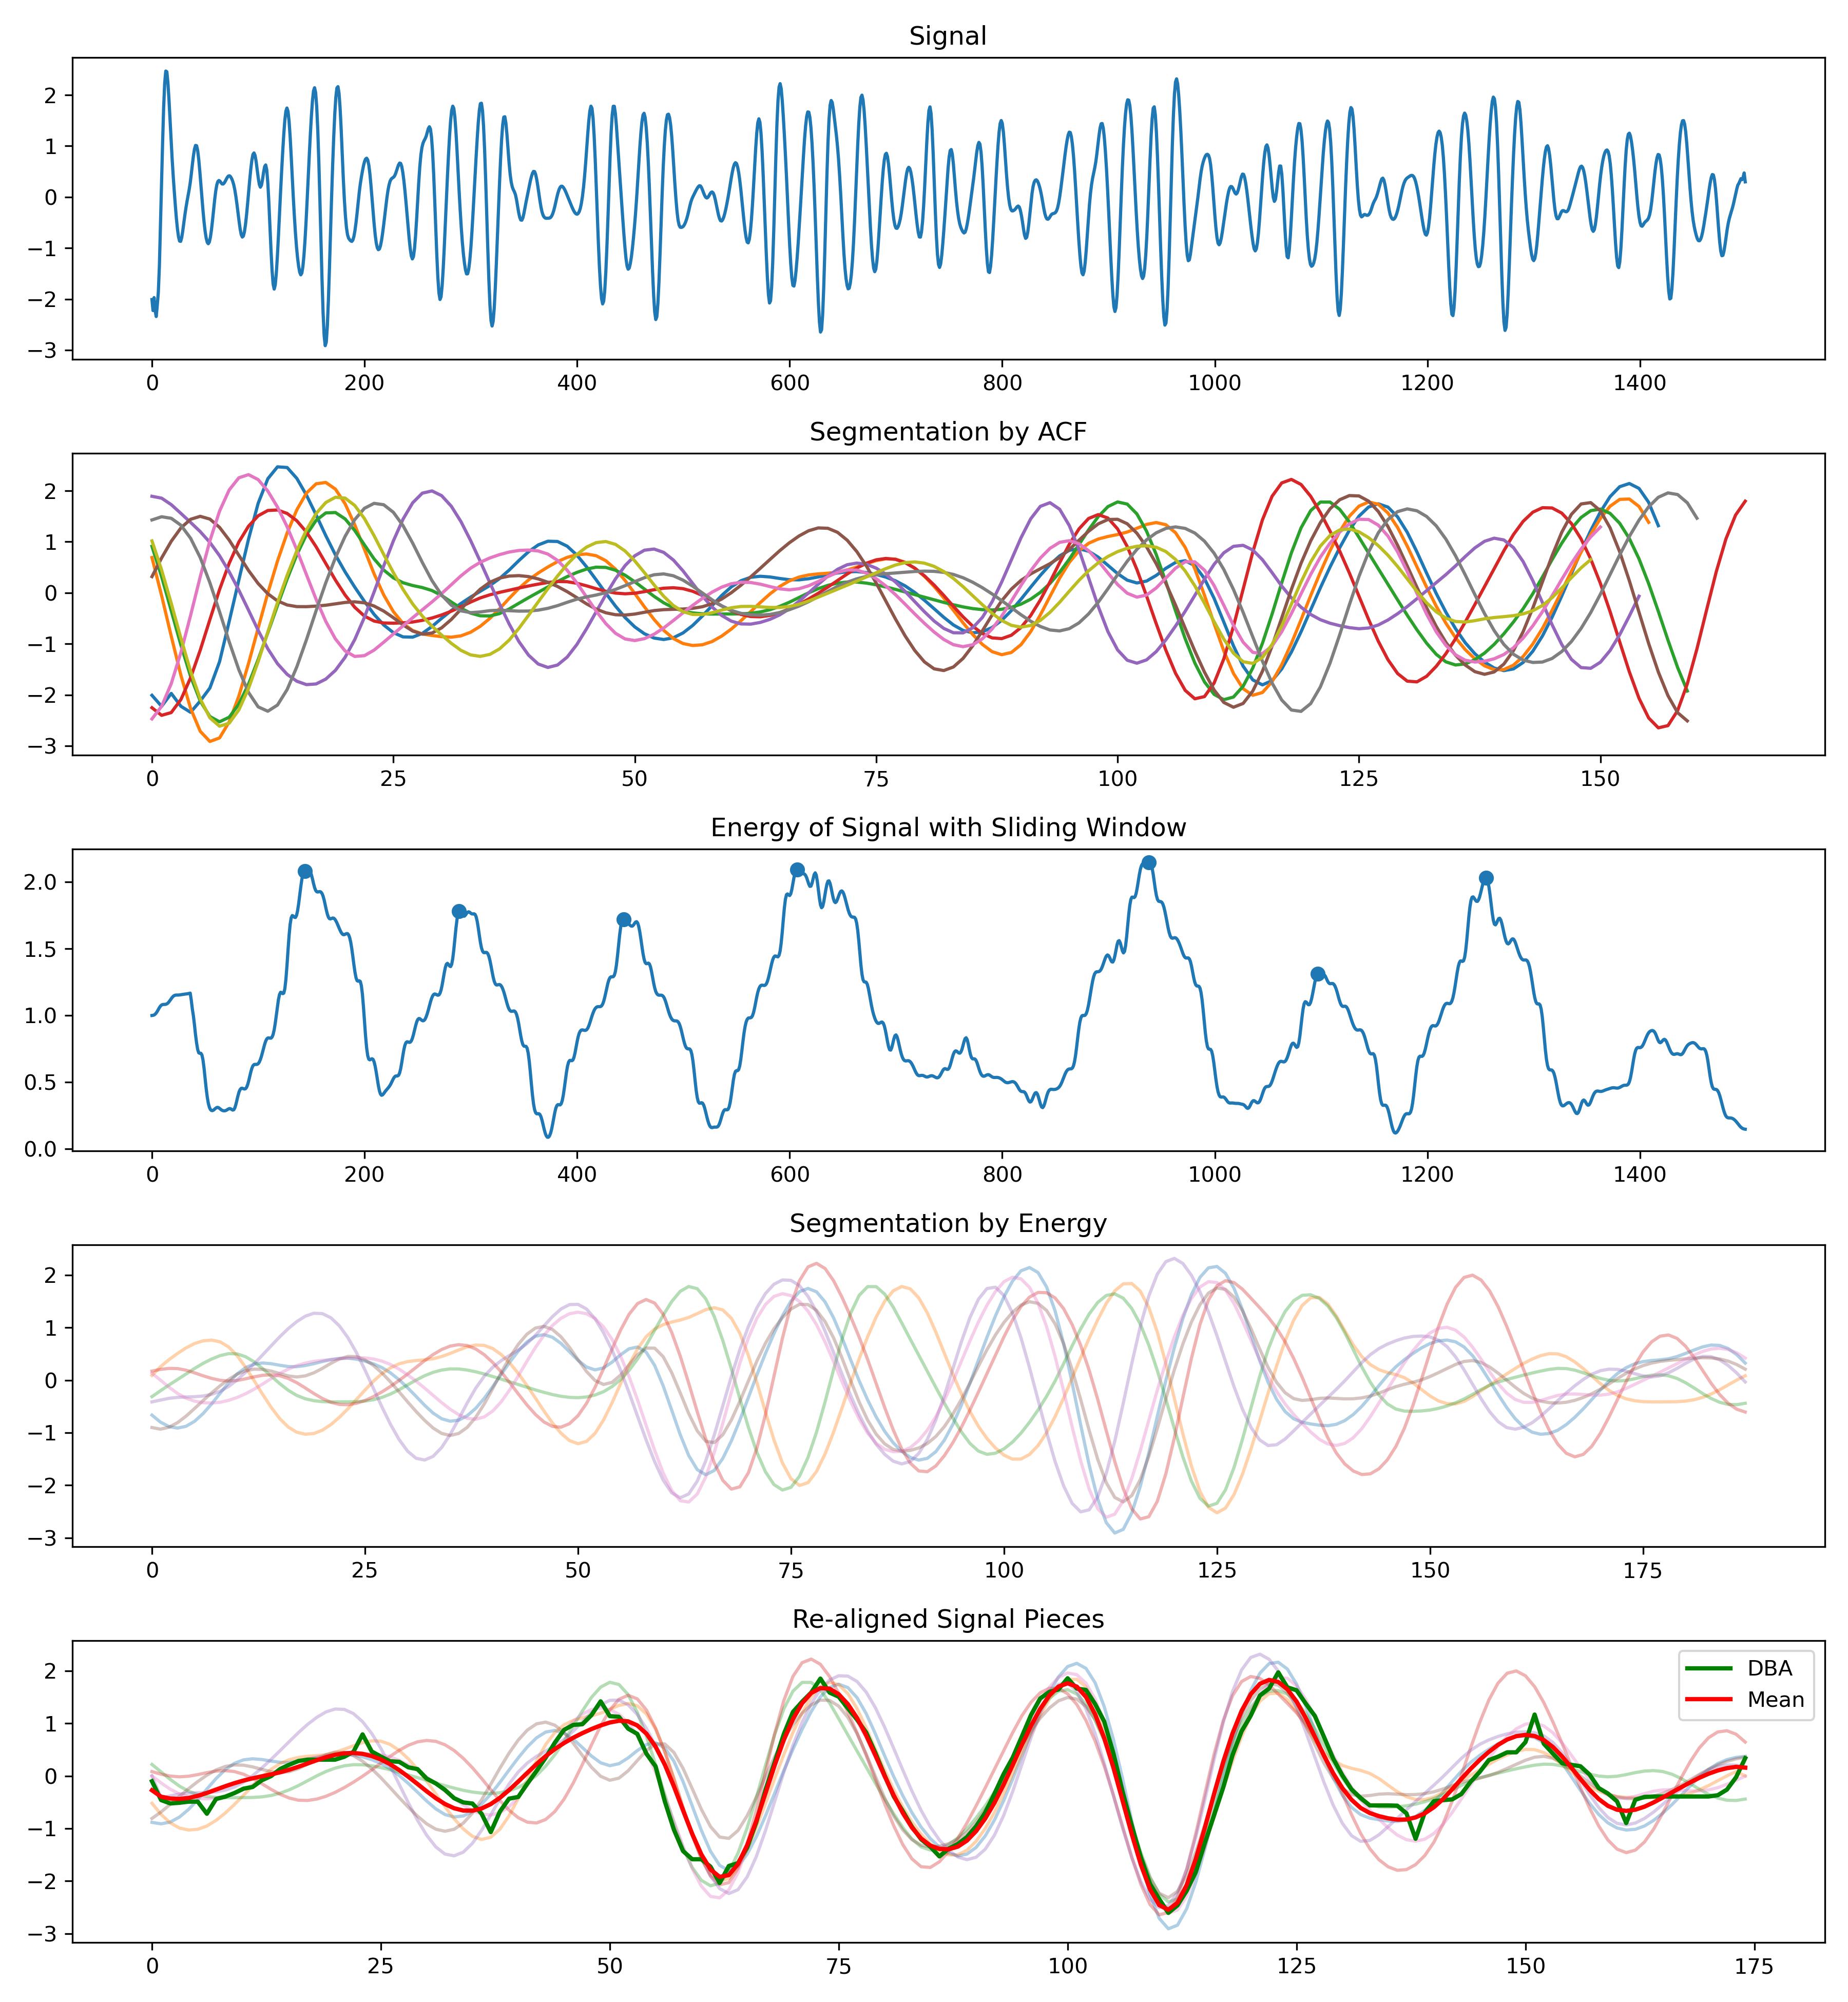 Signal
2
1
0
−1
−2
−3
0 200 400 600 800 1000 1200 1400
Segmentation by ACF
2
1
0
−1
−2
−3
0 25 50 75 100 125 150
Energy of Signal with Sliding Window
2.0
1.5
1.0
0.5
0.0
0 200 400 600 800 1000 1200 1400
Segmentation by Energy
2
1
0
−1
−2
−3
0 25 50 75 100 125 150 175
Re-aligned Signal Pieces
DBA
Mean
2
1
0
−1
−2
−3
0 25 50 75 100 125 150 175